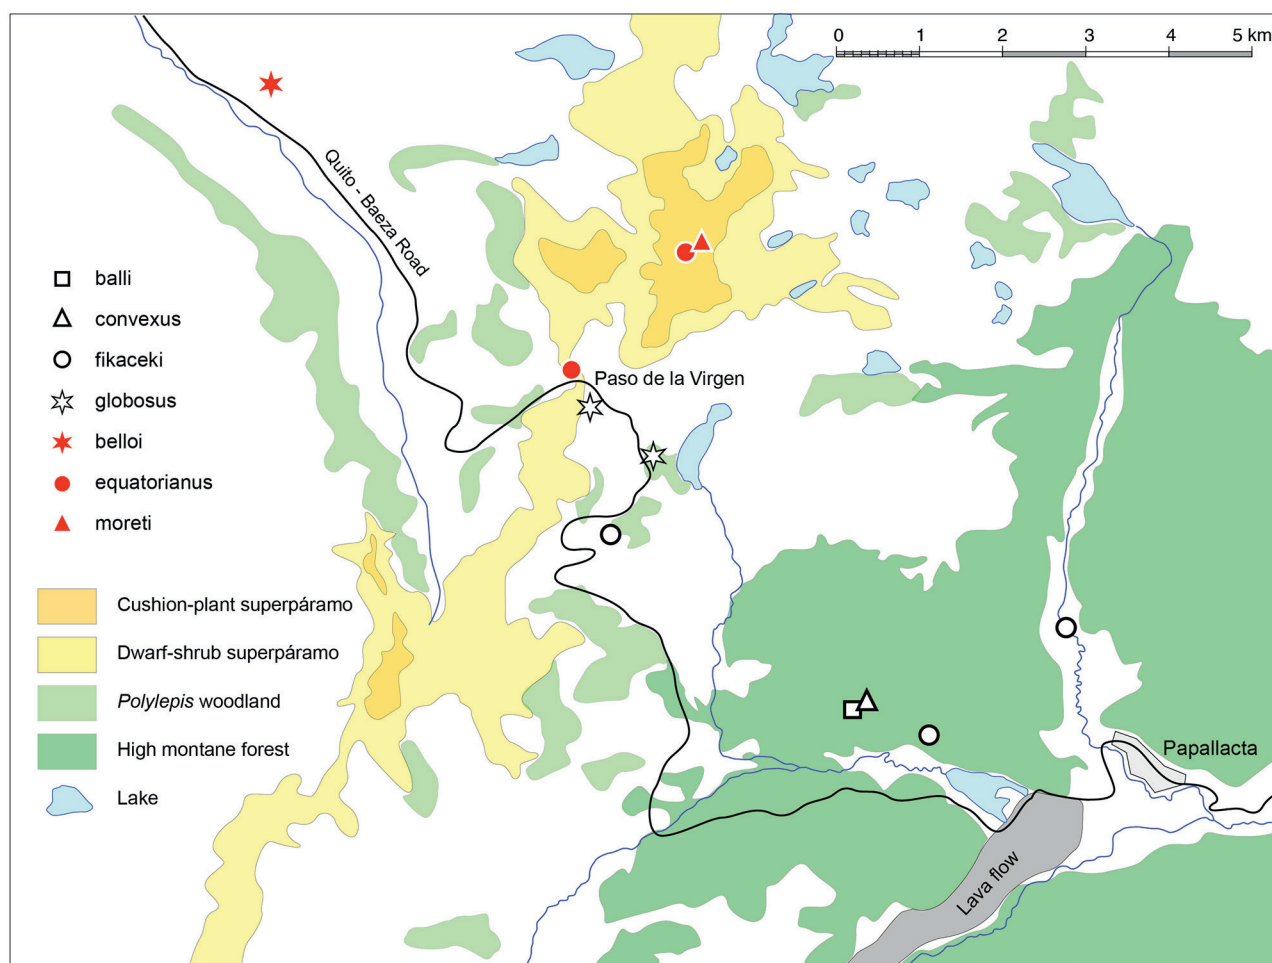 0 1 2 3 4 5 km
Quito - Baeza Road
balli
convexus
fikaceki
globosus
belloi
equatorianus
moreti
Paso de la Virgen
Cushion-plant superpáramo
Dwarf-shrub superpáramo
Polylepis woodland
High montane forest
Lake
Papallacta
Lava flow